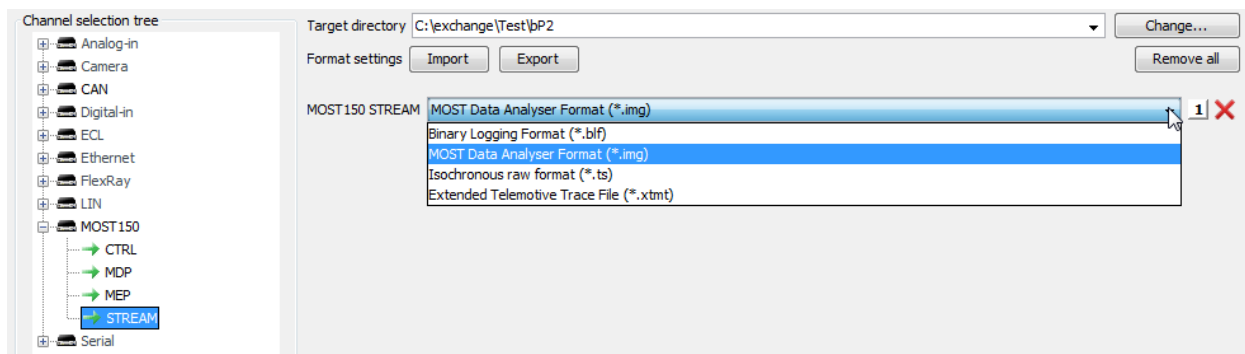 Channel selection tree
Analog-in
Camera
CAN
Digital-in
ECL
Ethernet
FlexRay
LIN
MOST150
CTRL
MDP
MEP
STREAM
Serial
Target directory C:\exchange\Test\bP2 Change...
Format settings Import Export Remove all
MOST150 STREAM MOST Data Analyser Format (*.img) 1
Binary Logging Format (*.blf)
MOST Data Analyser Format (*.img)
Isochronous raw format (*.ts)
Extended Telemotive Trace File (*.xtmt)